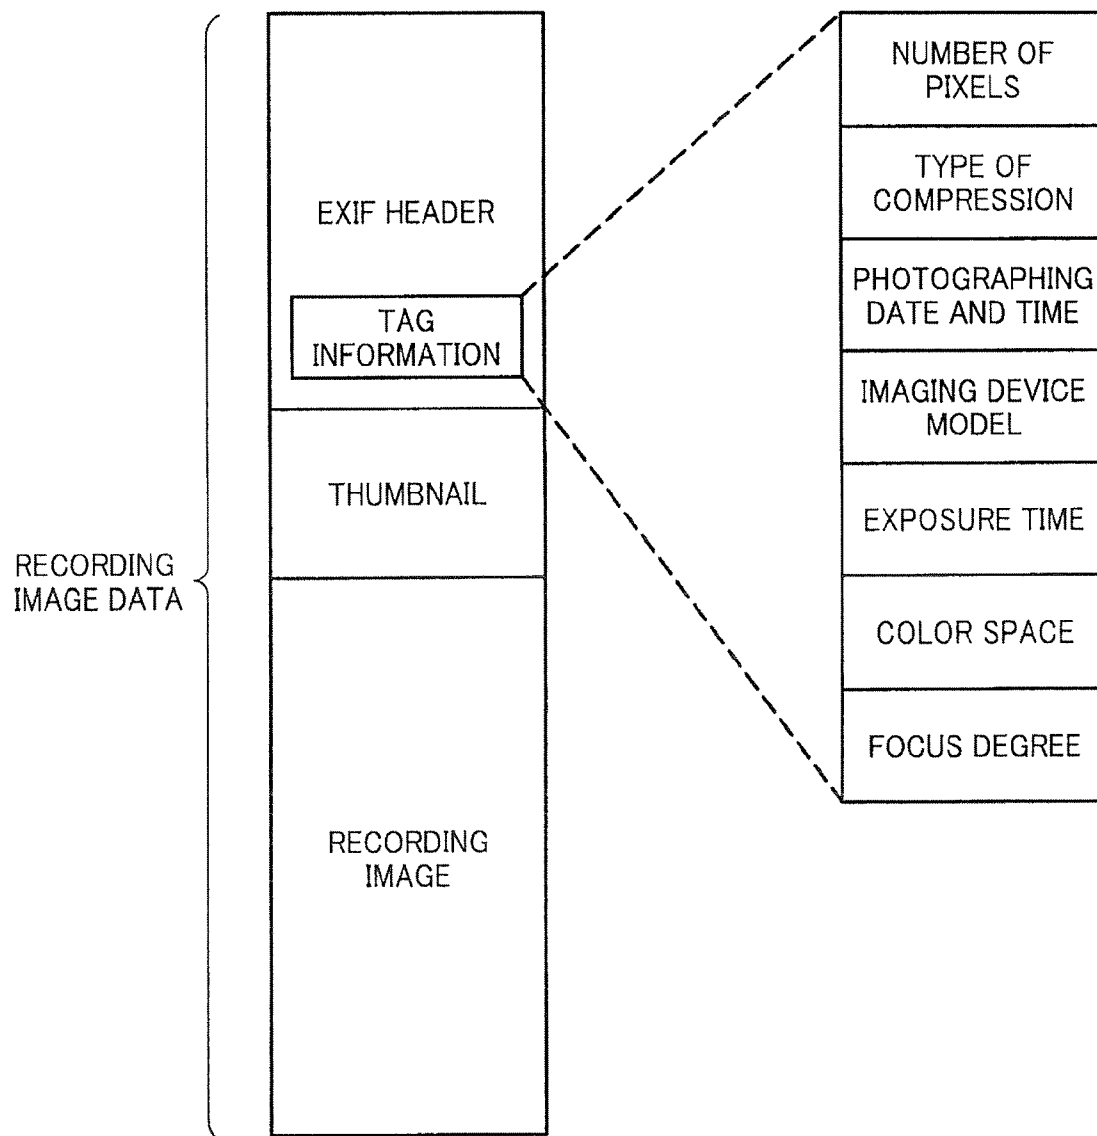 RECORDING
IMAGE DATA
EXIF HEADER
TAG
INFORMATION
THUMBNAIL
RECORDING
IMAGE
NUMBER OF
PIXELS
TYPE OF
COMPRESSION
PHOTOGRAPHING
DATE AND TIME
IMAGING DEVICE
MODEL
EXPOSURE TIME
COLOR SPACE
FOCUS DEGREE